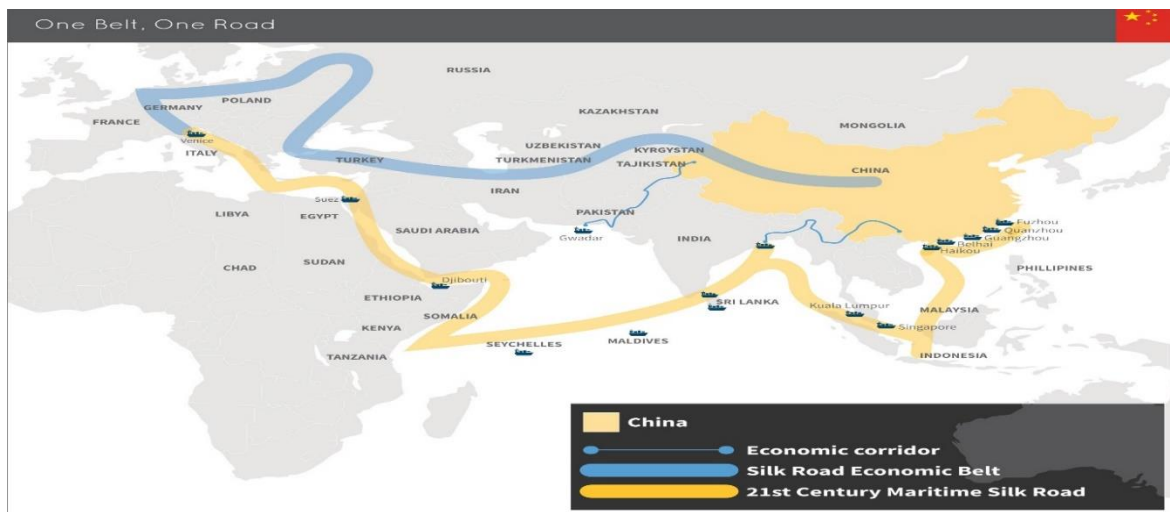 One Belt, One Road
RUSSIA
POLAND
GERMANY
FRANCE
KAZAKHSTAN
MONGOLIA
Venice
ITALY
UZBEKISTAN
KYRGYSTAN
TURKEY
TURKMENISTAN
TAJIKISTAN
CHINA
IRAN
Suez
LIBYA
EGYPT
PAKISTAN
Gwadar
SAUDI ARABIA
INDIA
Fuzhou
Quanzhou
Guangzhou
Beihai
Haikou
CHAD
SUDAN
PHILLIPINES
Djibouti
ETHIOPIA
SRI LANKA
Kuala Lumpur
MALAYSIA
SOMALIA
KENYA
Singapore
SEYCHELLES
MALDIVES
TANZANIA
INDONESIA
China
Economic corridor
Silk Road Economic Belt
21st Century Maritime Silk Road